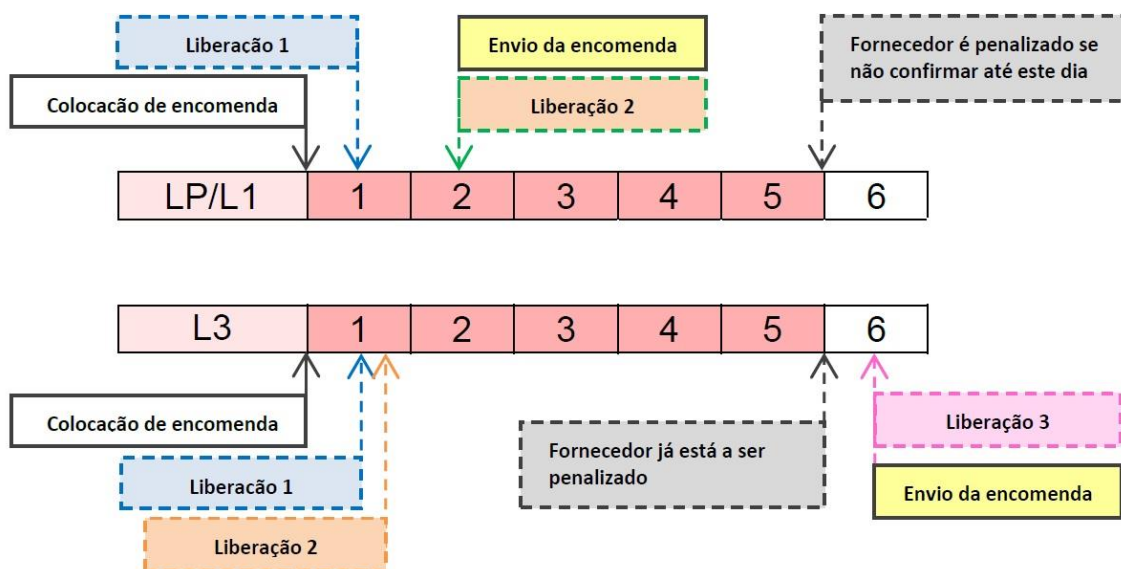 Liberação 1
Envio da encomenda
Fornecedor é penalizado se
não confirmar até este dia
Colocacão de encomenda
Liberação 2
LP/L1 1 2 3 4 5 6
L3 1 2 3 4 5 6
Colocacão de encomenda
Liberação 1
Liberação 2
Fornecedor já está a ser
penalizado
Liberação 3
Envio da encomenda